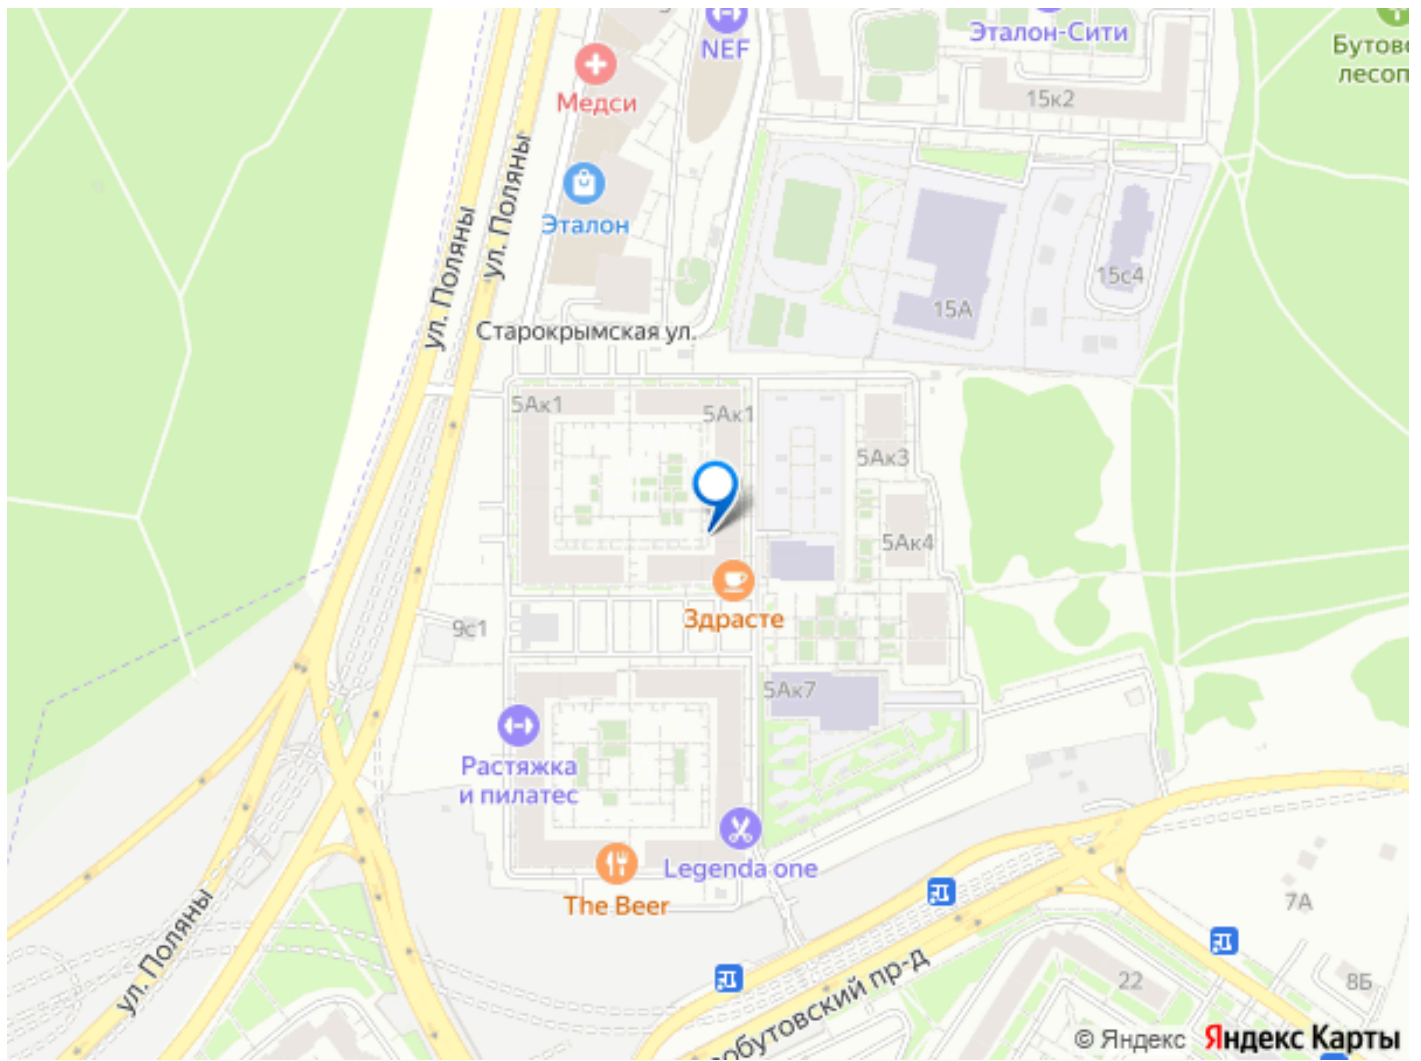 NEF
Эталон-Сити
Бутово
лесоп
Медси
15к2
ул. Поляны
ул. Поляны
Эталон
15с4
15А
Старокрымская ул.
5Ак1
5Ак1
5Ак3
5Ак4
Здрасте
9с1
5Ак7
Растяжка
и пилатес
Legenda one
The Beer
ул. Поляны
7А
22
8Б
обутовский пр-д
© Яндекс Яндекс Карты